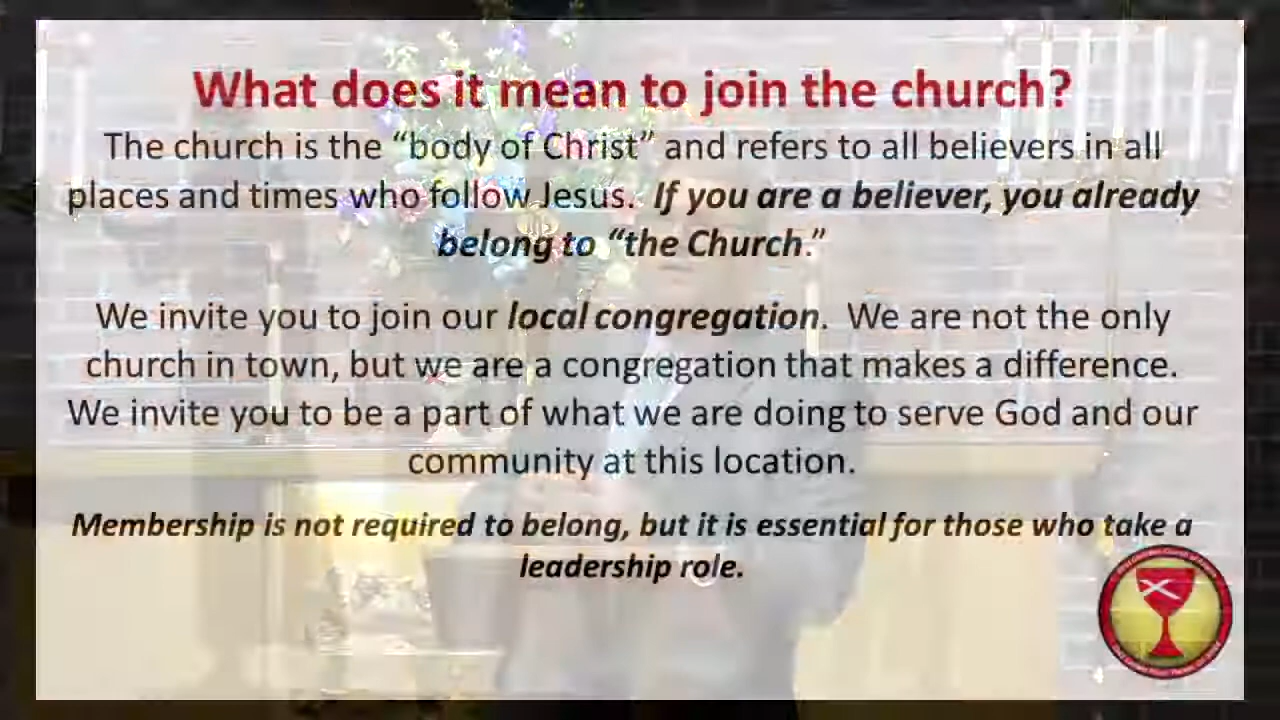 What does it mean to join the church?
The church is the “body of Christ” and refers to all believers in all
places and times who follow Jesus. If you are a believer, you already
belong to “the Church.”
We invite you to join our local congregation. We are not the only
church in town, but we are a congregation that makes a difference.
We invite you to be a part of what we are doing to serve God and our
community at this location.
Membership is not required to belong, but it is essential for those who take a
leadership role.